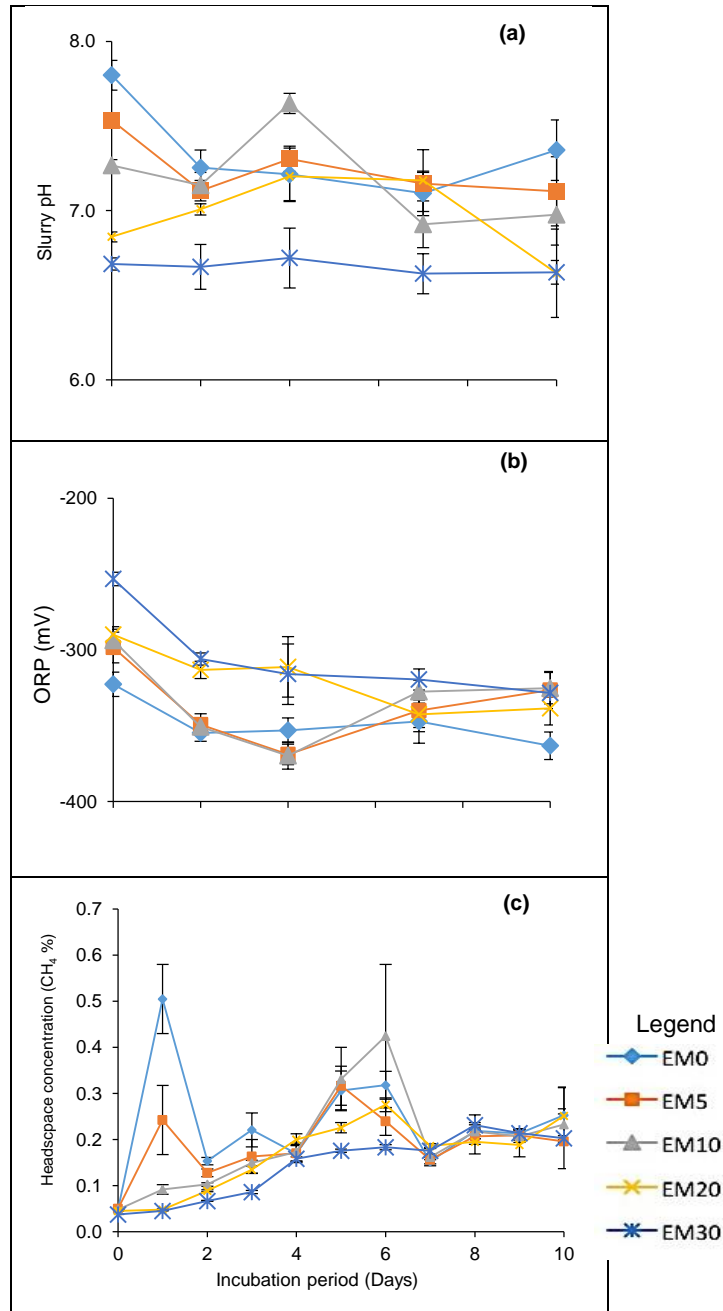 (a)
8.0
7.0
6.0
Slurry pH
(b)
-200
-300
-400
ORP (mV)
(c)
0.7
0.6
0.5
0.4
0.3
0.2
0.1
0.0
Headscpace concentration (CH₄ %)
0 2 4 6 8 10
Incubation period (Days)
Legend
EM0
EM5
EM10
EM20
EM30